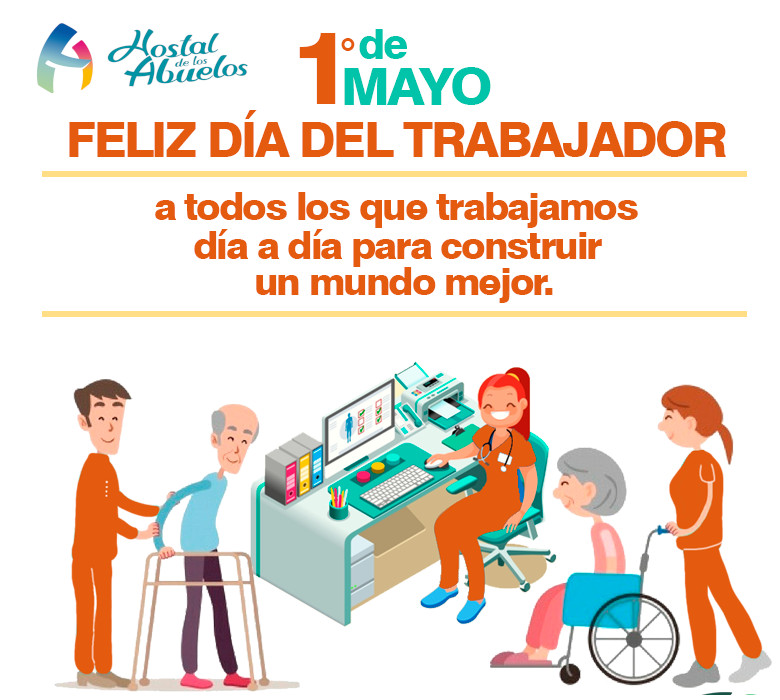 Hostal
de los
Abuelos
1° de
MAYO
FELIZ DÍA DEL TRABAJADOR
a todos los que trabajamos
día a día para construir
un mundo mejor.